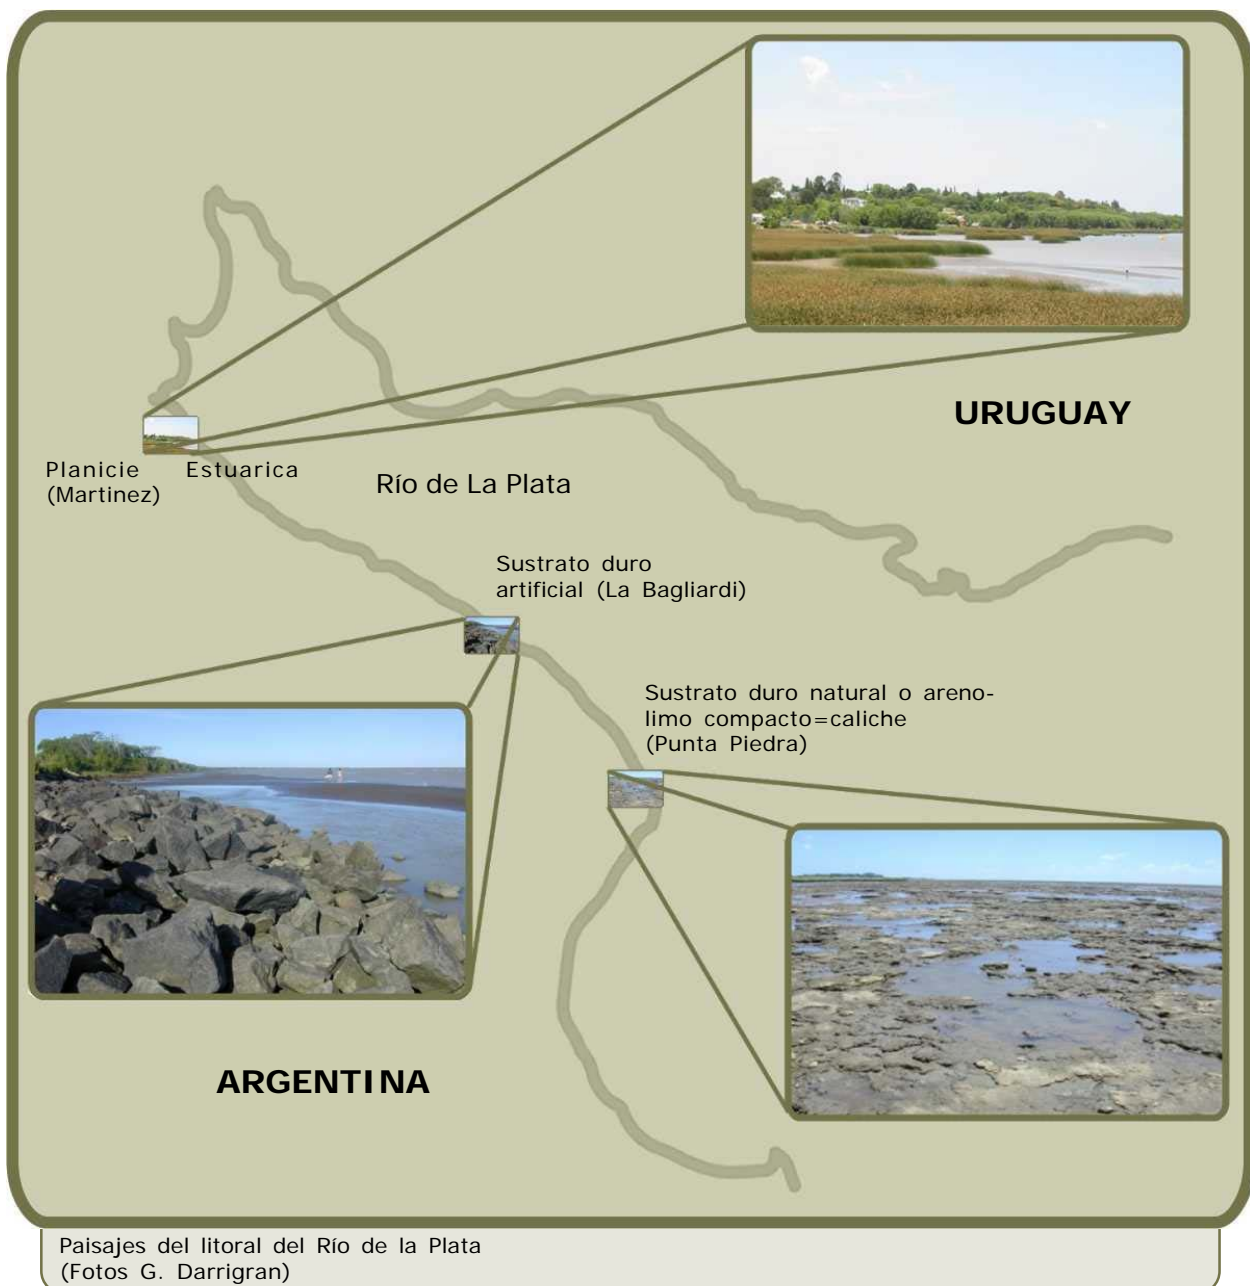 URUGUAY
Planicie Estuarica
(Martinez)
Río de La Plata
Sustrato duro
artificial (La Bagliardi)
Sustrato duro natural o areno-
limo compacto=caliche
(Punta Piedra)
ARGENTINA
Paisajes del litoral del Río de la Plata
(Fotos G. Darrigran)